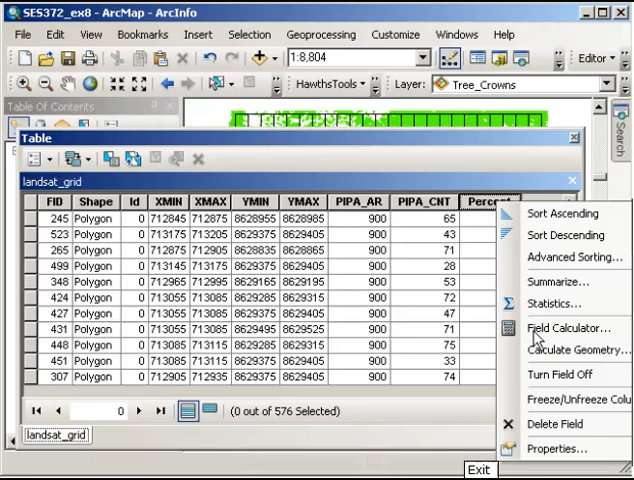 SES372_ex8 - ArcMap - ArcInfo
File Edit View Bookmarks Insert Selection Geoprocessing Customize Windows Help
1:8,804 Editor
HawthsTools Layer: Tree_Crowns
Table Of Contents
Search
Table
landsat_grid
FID Shape Id XMIN XMAX YMIN YMAX PIPA_AR PIPA_CNT Percent
245 Polygon 0 712845 712875 8628955 8628985 900 65
523 Polygon 0 713175 713205 8629375 8629405 900 43
265 Polygon 0 712875 712905 8628835 8628865 900 71
499 Polygon 0 713145 713175 8629375 8629405 900 28
348 Polygon 0 712965 712995 8629165 8629195 900 53
424 Polygon 0 713055 713085 8629285 8629315 900 72
427 Polygon 0 713055 713085 8629375 8629405 900 47
431 Polygon 0 713055 713085 8629495 8629525 900 71
448 Polygon 0 713085 713115 8629285 8629315 900 75
451 Polygon 0 713085 713115 8629375 8629405 900 33
307 Polygon 0 712905 712935 8629375 8629405 900 74
Sort Ascending
Sort Descending
Advanced Sorting...
Summarize...
Statistics...
Field Calculator...
Calculate Geometry...
Turn Field Off
Freeze/Unfreeze Colu
Delete Field
Properties...
0 (0 out of 576 Selected)
landsat_grid
Exit